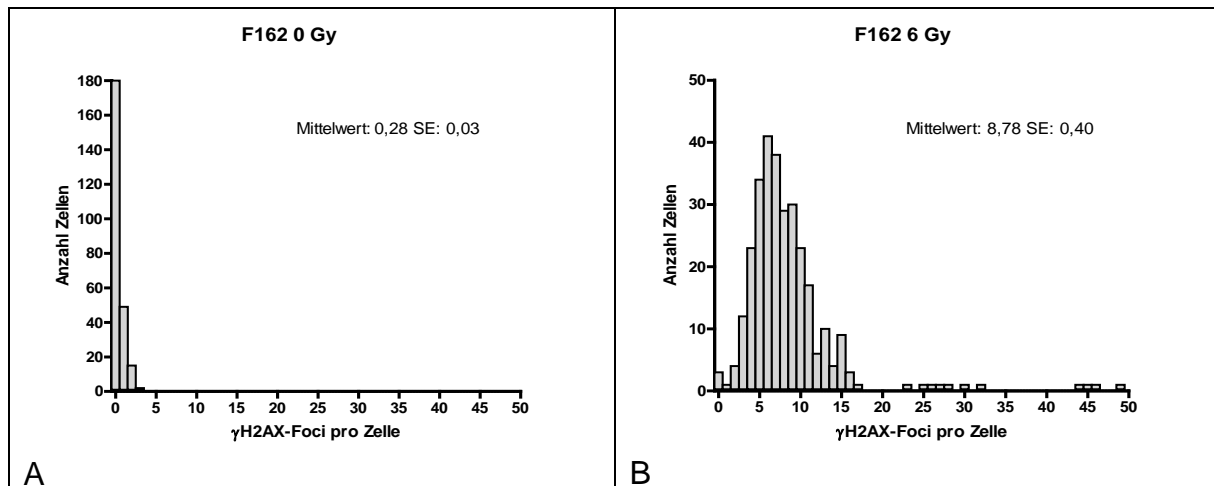 F162 0 Gy
Mittelwert: 0,28 SE: 0,03
Anzahl Zellen
180
160
140
120
100
80
60
40
20
0
0 5 10 15 20 25 30 35 40 45 50
γH2AX-Foci pro Zelle
A
F162 6 Gy
Mittelwert: 8,78 SE: 0,40
Anzahl Zellen
50
40
30
20
10
0
0 5 10 15 20 25 30 35 40 45 50
γH2AX-Foci pro Zelle
B